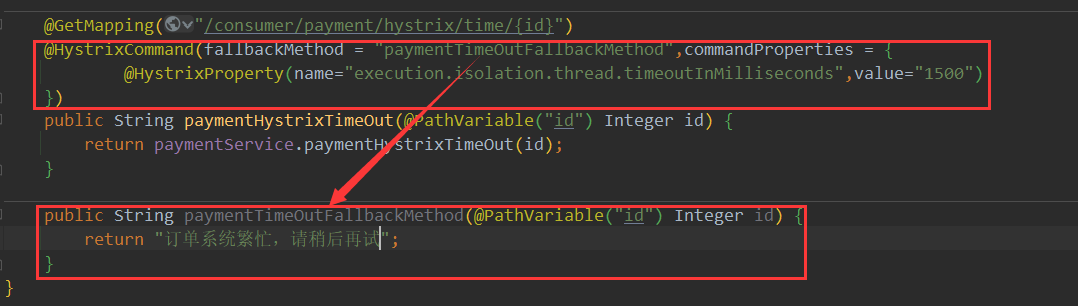 @GetMapping("/consumer/payment/hystrix/time/{id}")
@HystrixCommand(fallbackMethod = "paymentTimeOutFallbackMethod",commandProperties = {
@HystrixProperty(name="execution.isolation.thread.timeoutInMilliseconds",value="1500")
})
public String paymentHystrixTimeOut(@PathVariable("id") Integer id) {
return paymentService.paymentHystrixTimeOut(id);
}
public String paymentTimeOutFallbackMethod(@PathVariable("id") Integer id) {
return "订单系统繁忙，请稍后再试";
}
}